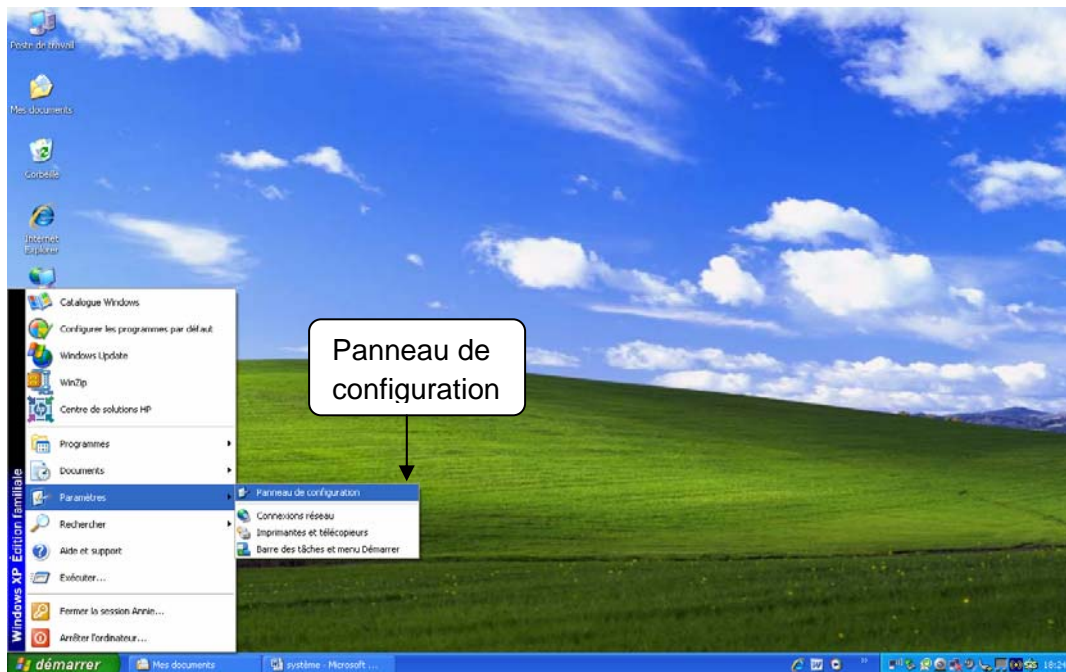 Poste de travail
Mes documents
Corbeille
Internet
Explorer
Catalogue Windows
Configurer les programmes par défaut
Windows Update
WinZip
Centre de solutions HP
Programmes
Documents
Paramètres
Rechercher
Aide et support
Exécuter...
Fermer la session Annie...
Arrêter l'ordinateur...
Windows XP Édition familiale
Panneau de configuration
Connexions réseau
Imprimantes et télécopieurs
Barre des tâches et menu Démarrer
Panneau de
configuration
démarrer
Mes documents
système - Microsoft ...
18:24